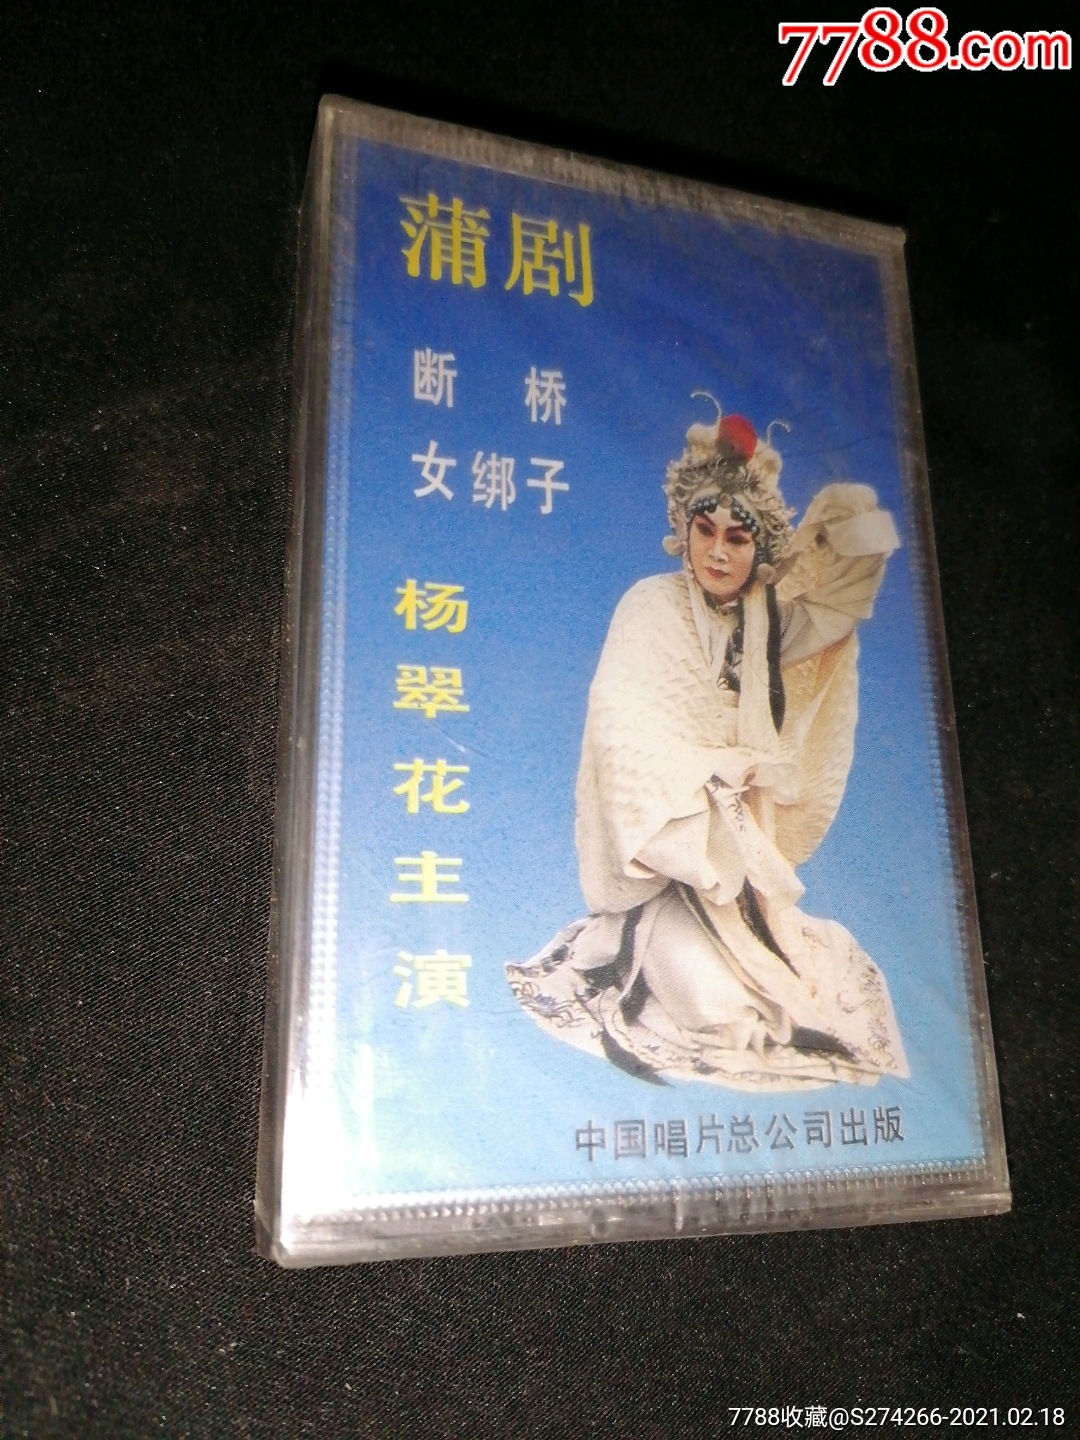 7788.com
蒲剧
断桥
女绑子
杨翠花主演
中国唱片总公司出版
7788收藏@S274266-2021.02.18